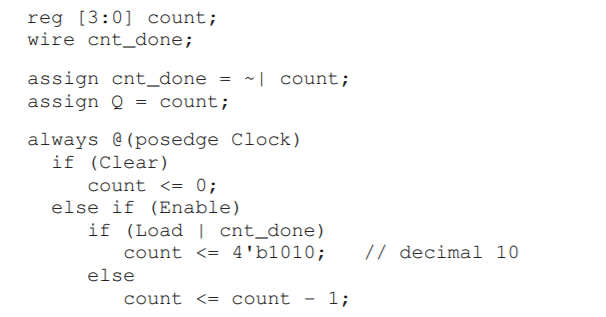 reg [3:0] count;
wire cnt_done;
assign cnt_done = ~| count;
assign Q = count;
always @(posedge Clock)
if (Clear)
count <= 0;
else if (Enable)
if (Load | cnt_done)
count <= 4'b1010;   // decimal 10
else
count <= count - 1;